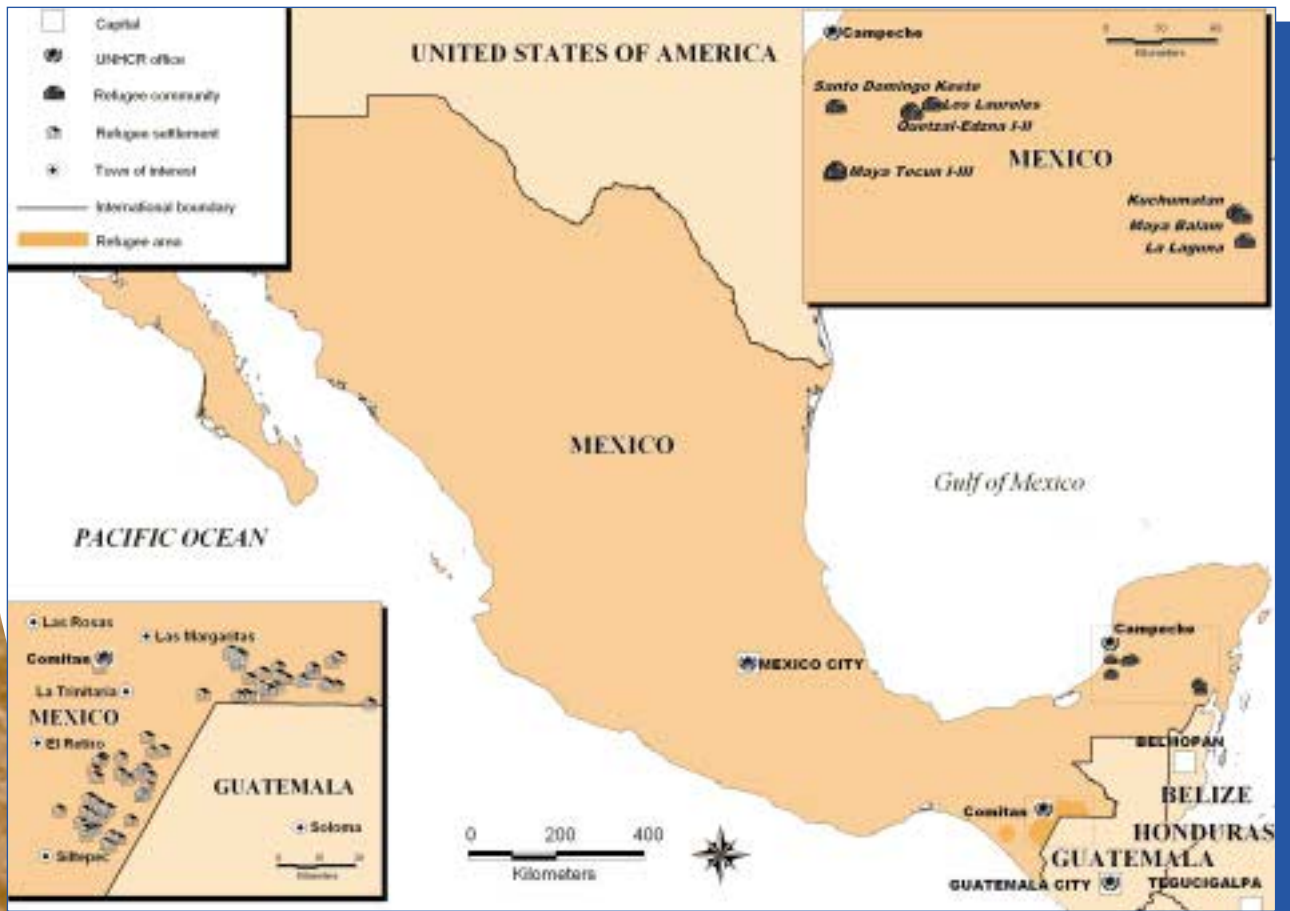 Capital
UNHCR office
Refugee community
Refugee settlement
Town of interest
International boundary
Refugee area
UNITED STATES OF AMERICA
Campeche
Kilometers
Santo Domingo Keste
Los Laureles
Quetzal-Edzna I-II
MEXICO
Maya Tecun I-III
Kuchumatan
Maya Balam
La Laguna
MEXICO
Gulf of Mexico
PACIFIC OCEAN
Las Rosas
Las Margaritas
Comitan
La Trinitaria
MEXICO
El Retiro
GUATEMALA
Soloma
Siltepec
Kilometers
0 200 400
Kilometers
MEXICO CITY
Campeche
BELMOPAN
BELIZE
Comitan
HONDURAS
GUATEMALA
GUATEMALA CITY
TEGUCIGALPA